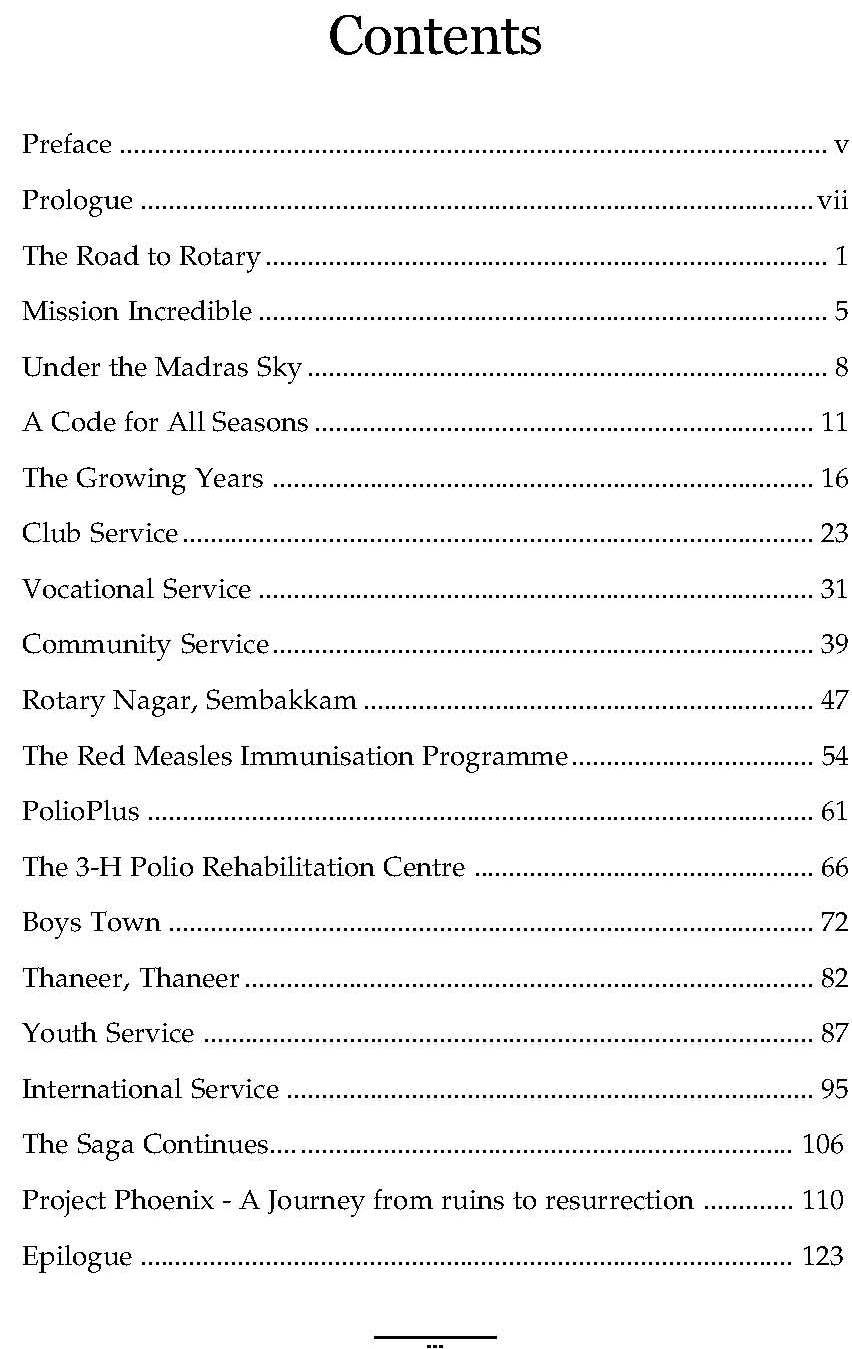 Contents
Preface ........................................................................................................ v
Prologue ................................................................................................... vii
The Road to Rotary .................................................................................. 1
Mission Incredible ................................................................................... 5
Under the Madras Sky ............................................................................ 8
A Code for All Seasons ......................................................................... 11
The Growing Years ............................................................................... 16
Club Service ............................................................................................ 23
Vocational Service ................................................................................. 31
Community Service ............................................................................... 39
Rotary Nagar, Sembakkam .................................................................. 47
The Red Measles Immunisation Programme ................................... 54
PolioPlus ................................................................................................. 61
The 3-H Polio Rehabilitation Centre ................................................. 66
Boys Town .............................................................................................. 72
Thaneer, Thaneer ................................................................................... 82
Youth Service ......................................................................................... 87
International Service ............................................................................. 95
The Saga Continues............................................................................ 106
Project Phoenix - A Journey from ruins to resurrection ............. 110
Epilogue ............................................................................................... 123